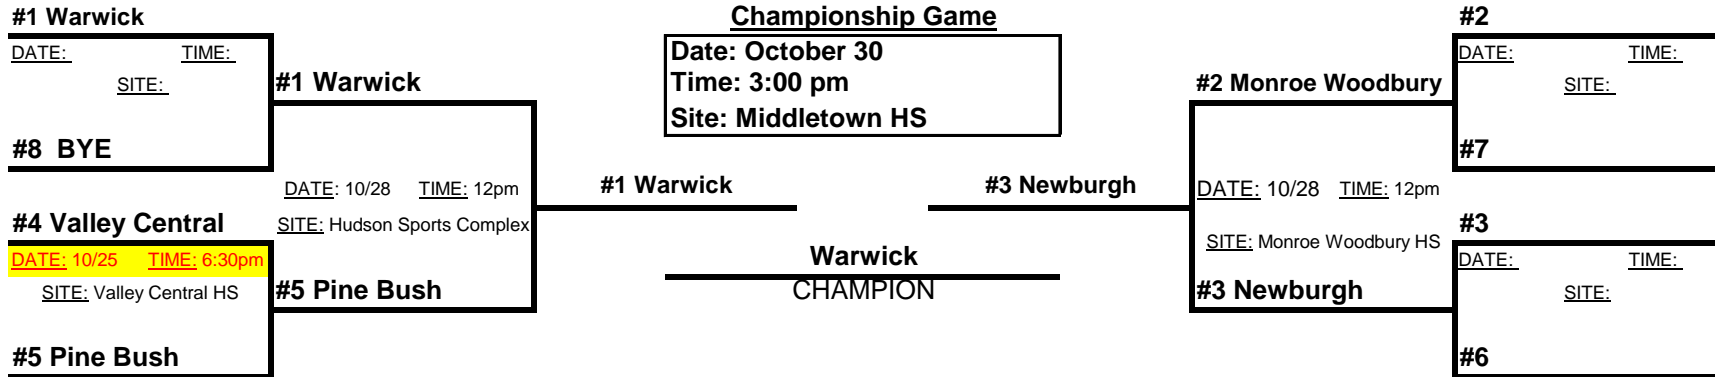 #1 Warwick
DATE: TIME:
SITE:
#8 BYE
#4 Valley Central
DATE: 10/25 TIME: 6:30pm
SITE: Valley Central HS
#5 Pine Bush
#1 Warwick
DATE: 10/28 TIME: 12pm
SITE: Hudson Sports Complex
#5 Pine Bush
#1 Warwick
Championship Game
Date: October 30
Time: 3:00 pm
Site: Middletown HS
Warwick
CHAMPION
#3 Newburgh
#2 Monroe Woodbury
DATE: 10/28 TIME: 12pm
SITE: Monroe Woodbury HS
#3 Newburgh
#2
DATE: TIME:
SITE:
#7
#3
DATE: TIME:
SITE:
#6